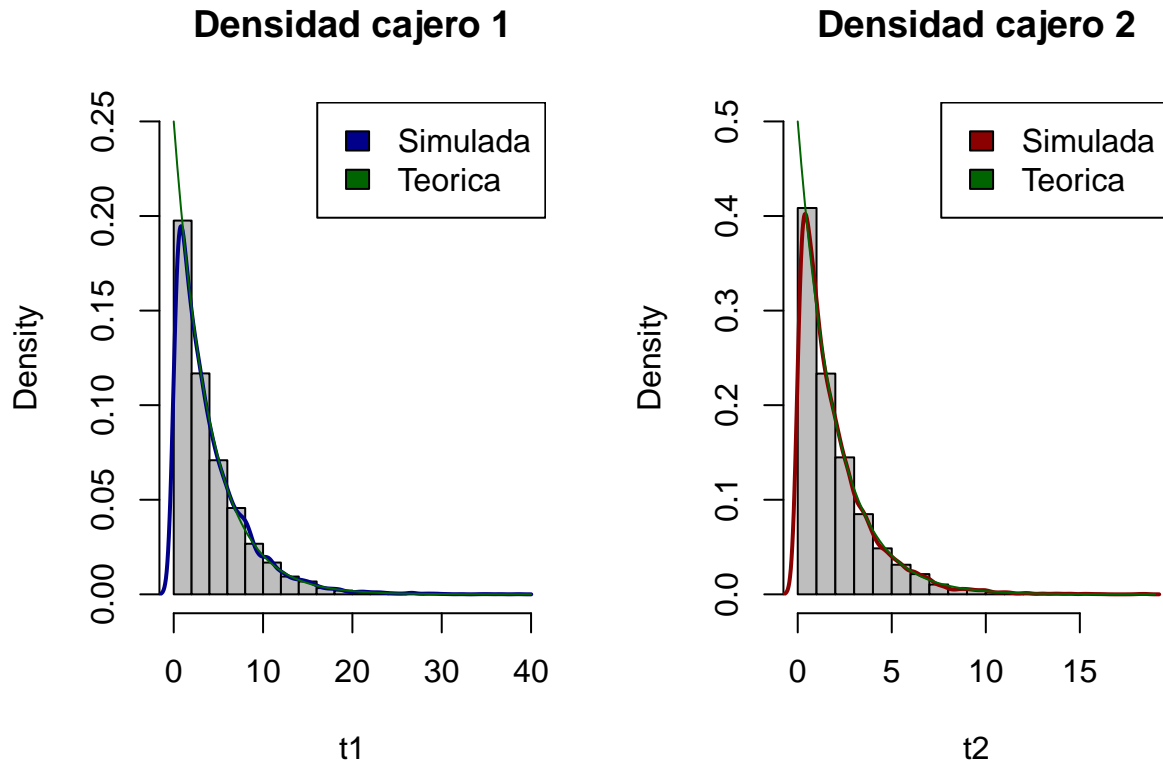 Densidad cajero 1
Simulada
Teorica
Density
0.25
0.20
0.15
0.10
0.05
0.00
0 10 20 30 40
t1
Densidad cajero 2
Simulada
Teorica
Density
0.5
0.4
0.3
0.2
0.1
0.0
0 5 10 15
t2